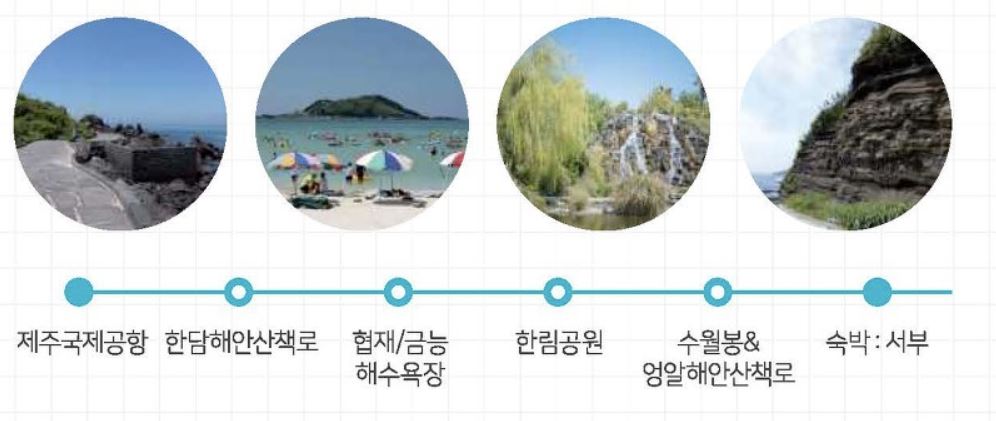 제주국제공항
한담해안산책로
협재/금능
해수욕장
한림공원
수월봉&
엉알해안산책로
숙박 : 서부